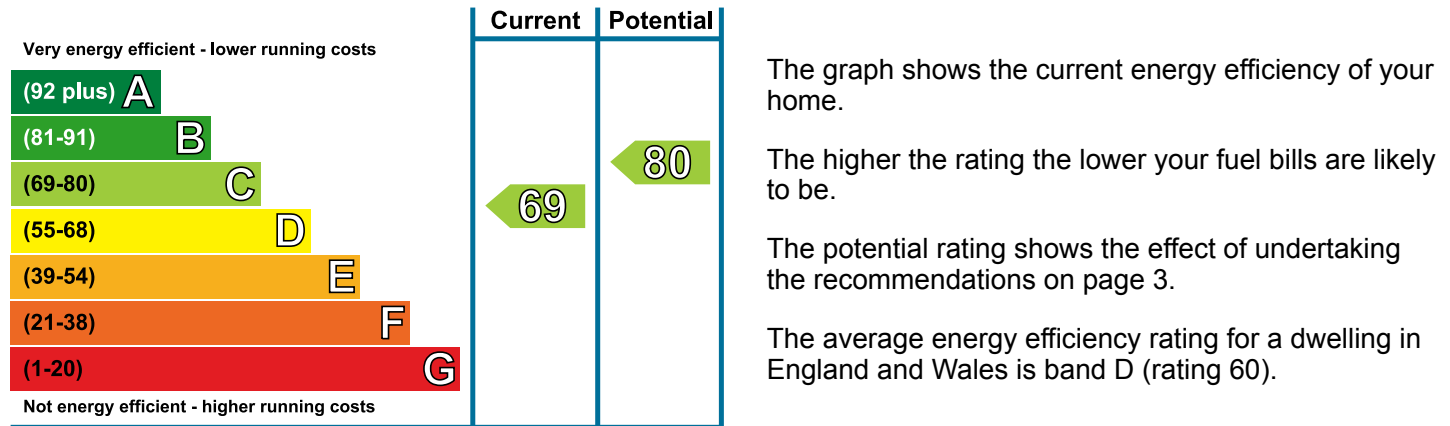 Current Potential
Very energy efficient - lower running costs
(92 plus) A
(81-91) B
(69-80) C
(55-68) D
(39-54) E
(21-38) F
(1-20) G
Not energy efficient - higher running costs
69
80
The graph shows the current energy efficiency of your
home.
The higher the rating the lower your fuel bills are likely
to be.
The potential rating shows the effect of undertaking
the recommendations on page 3.
The average energy efficiency rating for a dwelling in
England and Wales is band D (rating 60).